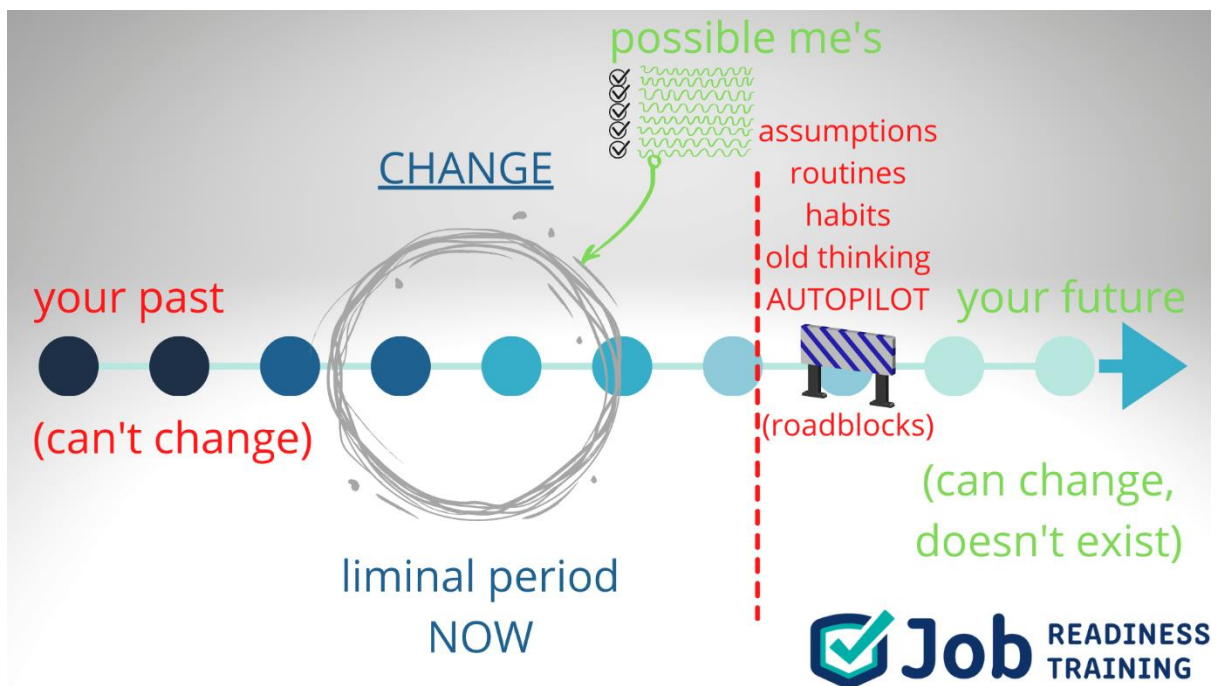 possible me's
assumptions
routines
habits
old thinking
AUTOPILOT
CHANGE
your past
your future
(can't change)
(roadblocks)
(can change,
doesn't exist)
liminal period
NOW
Job READINESS
TRAINING